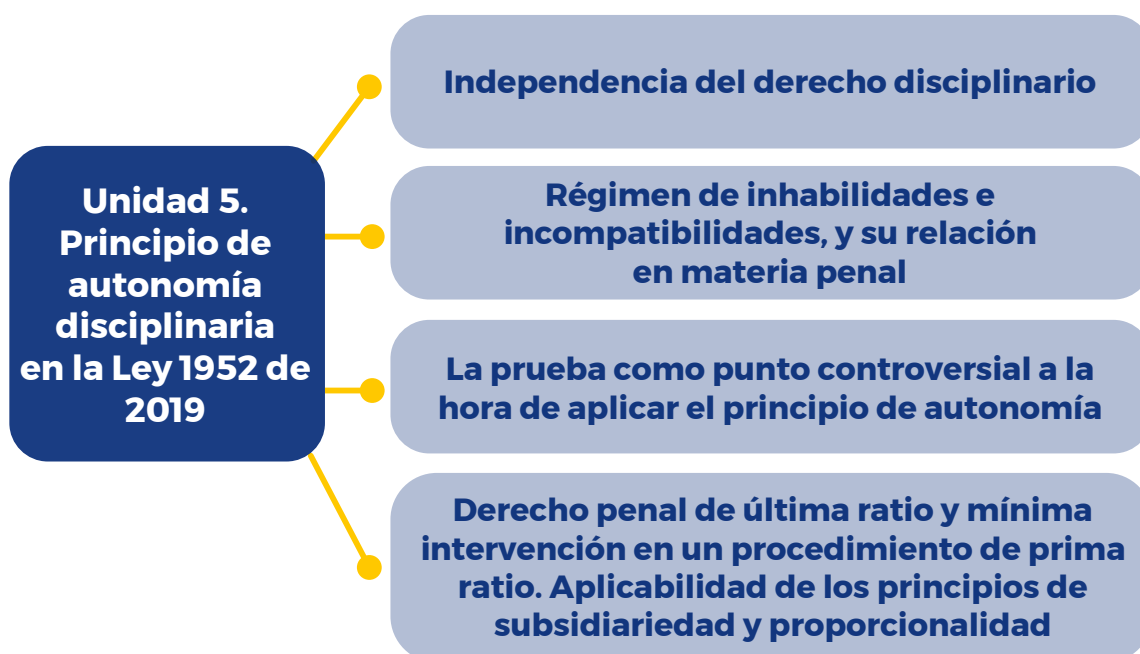 Unidad 5.
Principio de
autonomía
disciplinaria
en la Ley 1952 de
2019
Independencia del derecho disciplinario
Régimen de inhabilidades e
incompatibilidades, y su relación
en materia penal
La prueba como punto controversial a la
hora de aplicar el principio de autonomía
Derecho penal de última ratio y mínima
intervención en un procedimiento de prima
ratio. Aplicabilidad de los principios de
subsidiariedad y proporcionalidad